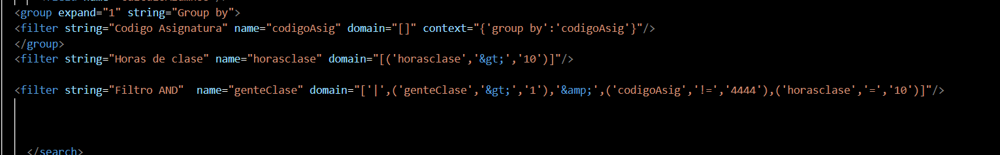 <group expand="1" string="Group by">
<filter string="Codigo Asignatura" name="codigoAsig" domain="[]" context="{'group by':'codigoAsig'}"/>
</group>
<filter string="Horas de clase" name="horasclase" domain="[('horasclase','&gt;','10')]"/>
<filter string="Filtro AND"  name="genteClase" domain="['|',('genteClase','&gt;','1'),'&amp;',('codigoAsig','!=','4444'),('horasclase','=','10')]"/>
</search>